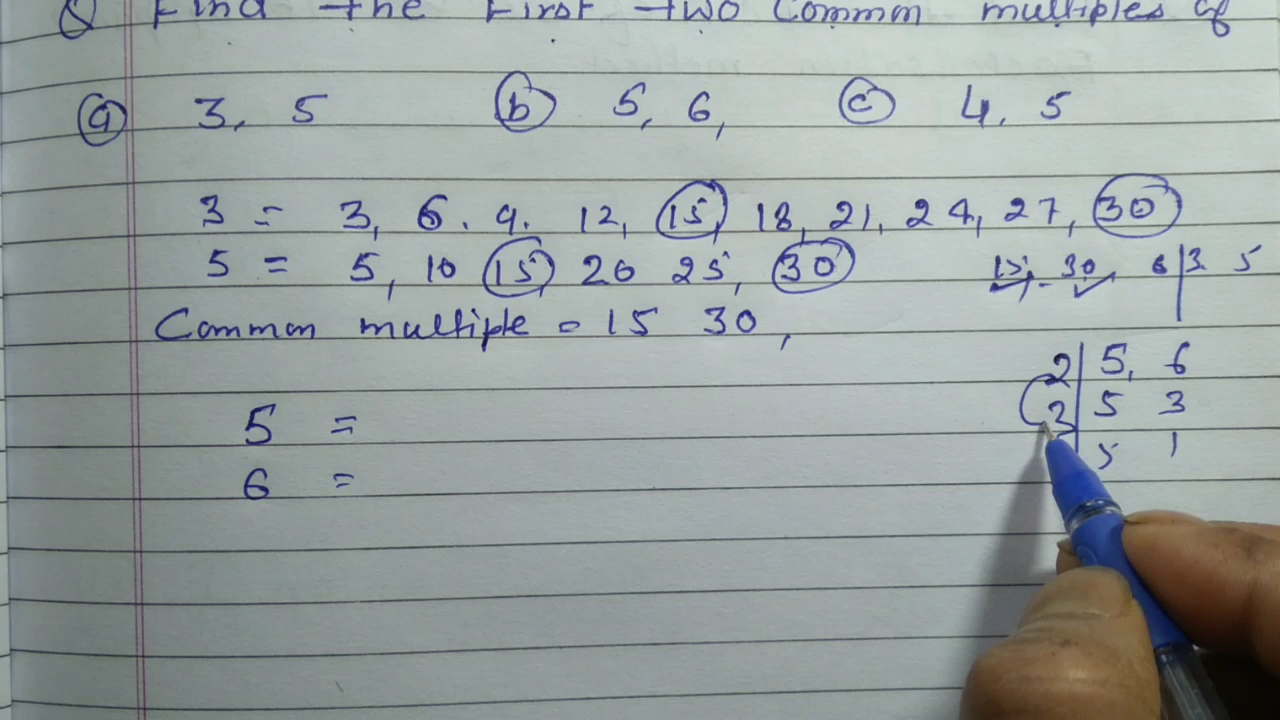 Q Find the First two Common multiples of
a 3, 5 b 5, 6, c 4, 5
3 = 3, 6. 9. 12, 15, 18, 21, 24, 27, 30
5 = 5, 10 15, 20 25, 30
15, 30, 6 3 5
Common multiple = 15 30,
2 5, 6
3 5 3
5 1
5 =
6 =